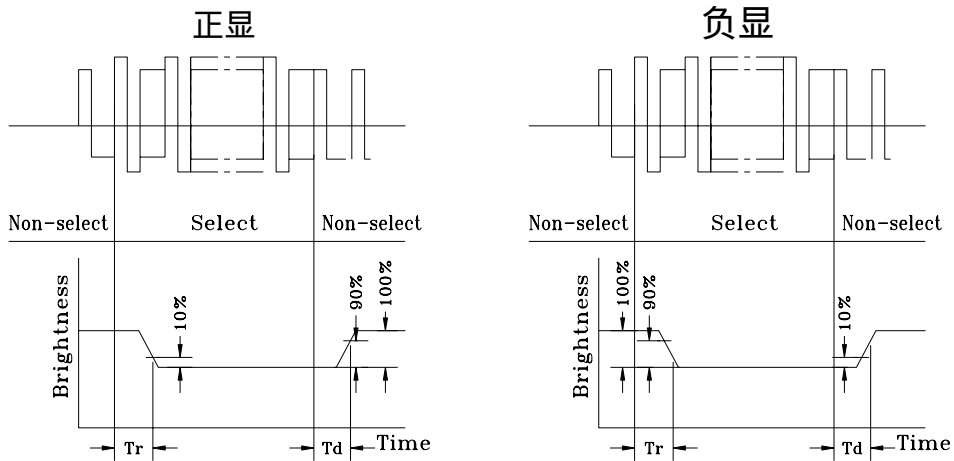 正显
负显
Non-select Select Non-select
Non-select Select Non-select
Brightness
10%
90%
100%
Tr
Td
Time
Brightness
100%
90%
10%
Tr
Td
Time